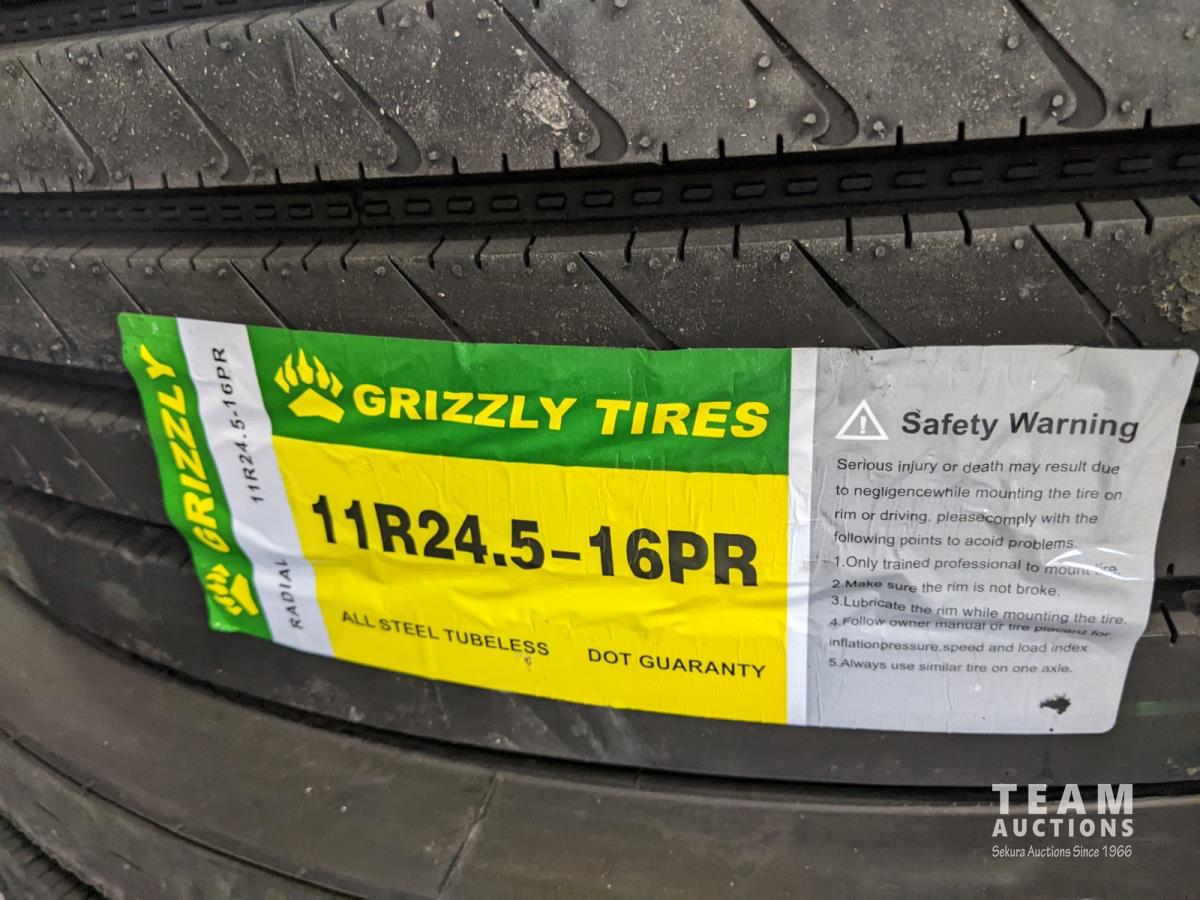 GRIZZLY
11R24.5-16PR
RADIAL
GRIZZLY TIRES
11R24.5-16PR
ALL STEEL TUBELESS DOT GUARANTY
Safety Warning
Serious injury or death may result due
to negligencewhile mounting the tire on
rim or driving. pleasecomply with the
following points to acoid problems.
1.Only trained professional to mount tire.
2.Make sure the rim is not broke.
3.Lubricate the rim while mounting the tire.
4.Follow owner manual or tire placard for
inflationpressure,speed and load index
5.Always use similar tire on one axle.
TEAM
AUCTIONS
Sekura Auctions Since 1966